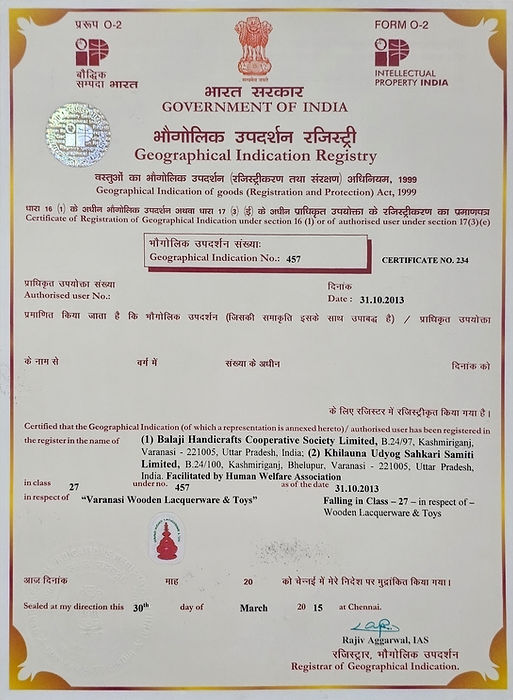 प्ररूप O-2
FORM O-2
बौद्धिक
सम्पदा भारत
INTELLECTUAL
PROPERTY INDIA
सत्यमेव जयते
भारत सरकार
GOVERNMENT OF INDIA
भौगोलिक उपदर्शन रजिस्ट्री
Geographical Indication Registry
वस्तुओं का भौगोलिक उपदर्शन (रजिस्ट्रीकरण तथा संरक्षण) अधिनियम, 1999
Geographical Indication of goods (Registration and Protection) Act, 1999
धारा 16 (1) के अधीन भौगोलिक उपदर्शन अथवा धारा 17 (3) (ई) के अधीन प्राधिकृत उपयोक्ता के रजिस्ट्रीकरण का प्रमाणपत्र
Certificate of Registration of Geographical Indication under section 16 (1) or of authorised user under section 17(3)(e)
भौगोलिक उपदर्शन संख्याः
Geographical Indication No.: 457
CERTIFICATE NO. 234
प्राधिकृत उपयोक्ता संख्या
दिनांक
Authorised user No.:
Date : 31.10.2013
प्रमाणित किया जाता है कि भौगोलिक उपदर्शन (जिसकी समाकृति इसके साथ उपाबद्ध है) / प्राधिकृत उपयोक्ता
के नाम से वर्ग में संख्या के अधीन दिनांक को
के लिए रजिस्टर में रजिस्ट्रीकृत किया गया है।
Certified that the Geographical Indication (of which a representation is annexed hereto)/ authorised user has been registered in
the register in the name of (1) Balaji Handicrafts Cooperative Society Limited, B.24/97, Kashmiriganj,
Varanasi - 221005, Uttar Pradesh, India; (2) Khilauna Udyog Sahkari Samiti
Limited, B.24/100, Kashmiriganj, Bhelupur, Varanasi - 221005, Uttar Pradesh,
India. Facilitated by Human Welfare Association
in class 27 under no. 457 as of the date 31.10.2013
in respect of "Varanasi Wooden Lacquerware & Toys" Falling in Class – 27 – in respect of –
Wooden Lacquerware & Toys
आज दिनांक माह 20 को चेन्नई में मेरे निदेश पर मुद्रांकित किया गया।
Sealed at my direction this 30th day of March 20 15 at Chennai.
Rajiv Aggarwal, IAS
रजिस्ट्रार, भौगोलिक उपदर्शन
Registrar of Geographical Indication.